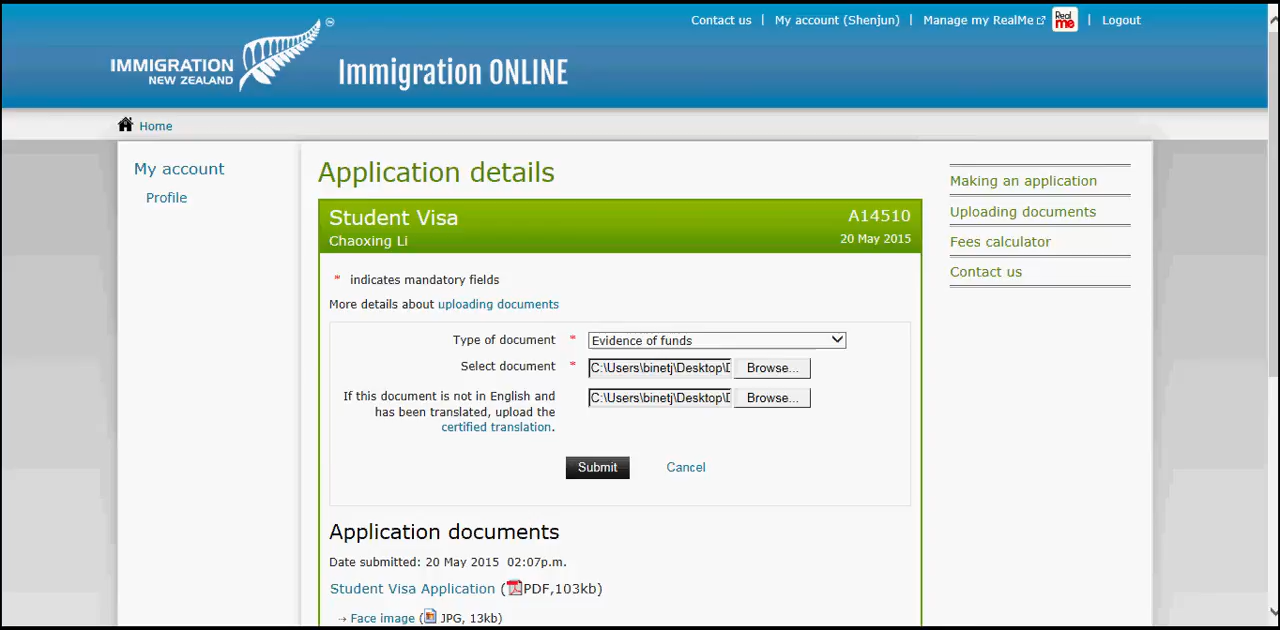 Contact us | My account (Shenjun) | Manage my RealMe Real me | Logout
IMMIGRATION
NEW ZEALAND
Immigration ONLINE
Home
My account
Profile
Application details
Student Visa A14510
Chaoxing Li 20 May 2015
* indicates mandatory fields
More details about uploading documents
Type of document * Evidence of funds
Select document * C:\Users\binetj\Desktop\D Browse...
If this document is not in English and
has been translated, upload the
certified translation.
C:\Users\binetj\Desktop\D Browse...
Submit Cancel
Application documents
Date submitted: 20 May 2015 02:07p.m.
Student Visa Application (PDF,103kb)
→ Face image (JPG, 13kb)
Making an application
Uploading documents
Fees calculator
Contact us